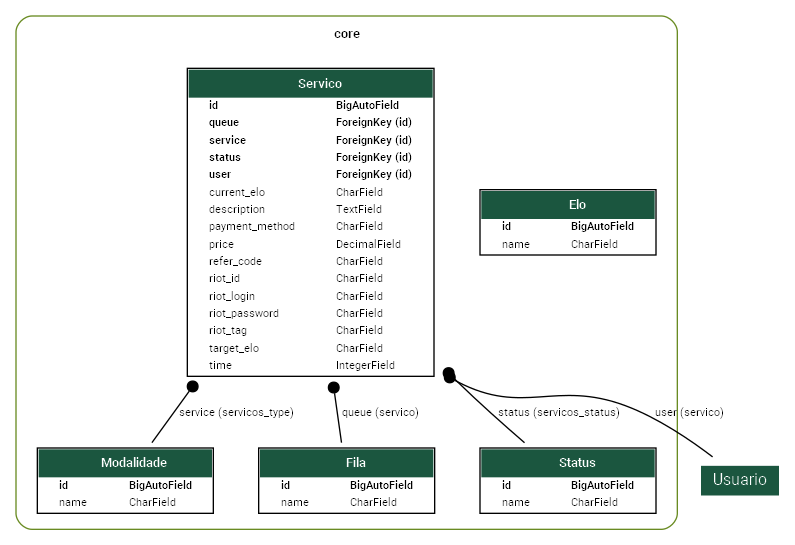 core
Servico
id BigAutoField
queue ForeignKey (id)
service ForeignKey (id)
status ForeignKey (id)
user ForeignKey (id)
current_elo CharField
description TextField
payment_method CharField
price DecimalField
refer_code CharField
riot_id CharField
riot_login CharField
riot_password CharField
riot_tag CharField
target_elo CharField
time IntegerField
Elo
id BigAutoField
name CharField
service (servicos_type)
queue (servico)
status (servicos_status)
user (servico)
Modalidade
id BigAutoField
name CharField
Fila
id BigAutoField
name CharField
Status
id BigAutoField
name CharField
Usuario